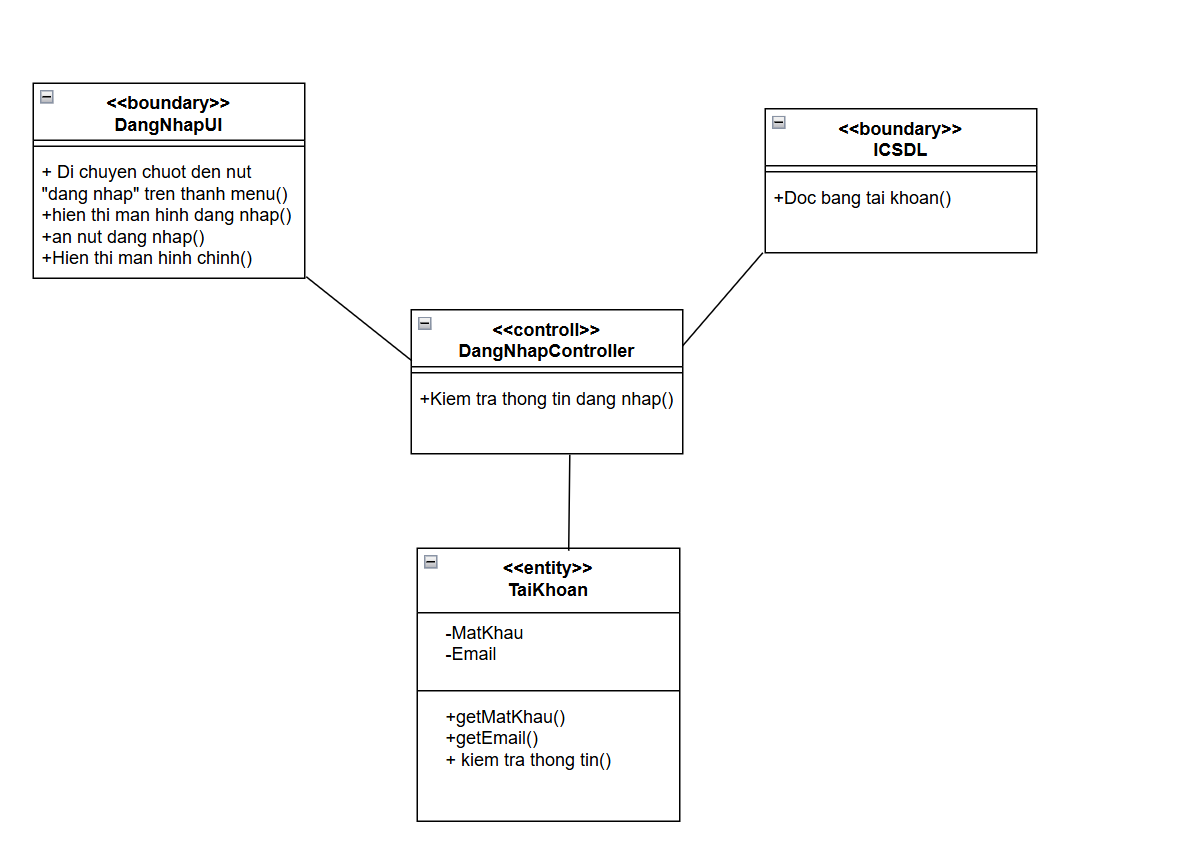 <<boundary>>
DangNhapUI
+ Di chuyen chuot den nut
"dang nhap" tren thanh menu()
+hien thi man hinh dang nhap()
+an nut dang nhap()
+Hien thi man hinh chinh()
<<boundary>>
ICSDL
+Doc bang tai khoan()
<<controll>>
DangNhapController
+Kiem tra thong tin dang nhap()
<<entity>>
TaiKhoan
-MatKhau
-Email
+getMatKhau()
+getEmail()
+ kiem tra thong tin()